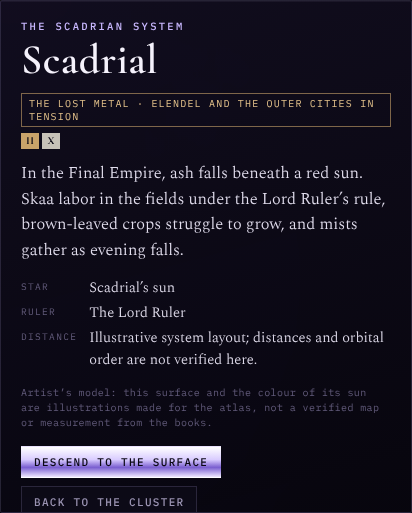 THE SCADRIAN SYSTEM
Scadrial
THE LOST METAL · ELENDEL AND THE OUTER CITIES IN
TENSION
II X
In the Final Empire, ash falls beneath a red sun.
Skaa labor in the fields under the Lord Ruler’s rule,
brown-leaved crops struggle to grow, and mists
gather as evening falls.
STAR Scadrial’s sun
RULER The Lord Ruler
DISTANCE Illustrative system layout; distances and orbital
order are not verified here.
Artist’s model: this surface and the colour of its sun
are illustrations made for the atlas, not a verified map
or measurement from the books.
DESCEND TO THE SURFACE
BACK TO THE CLUSTER